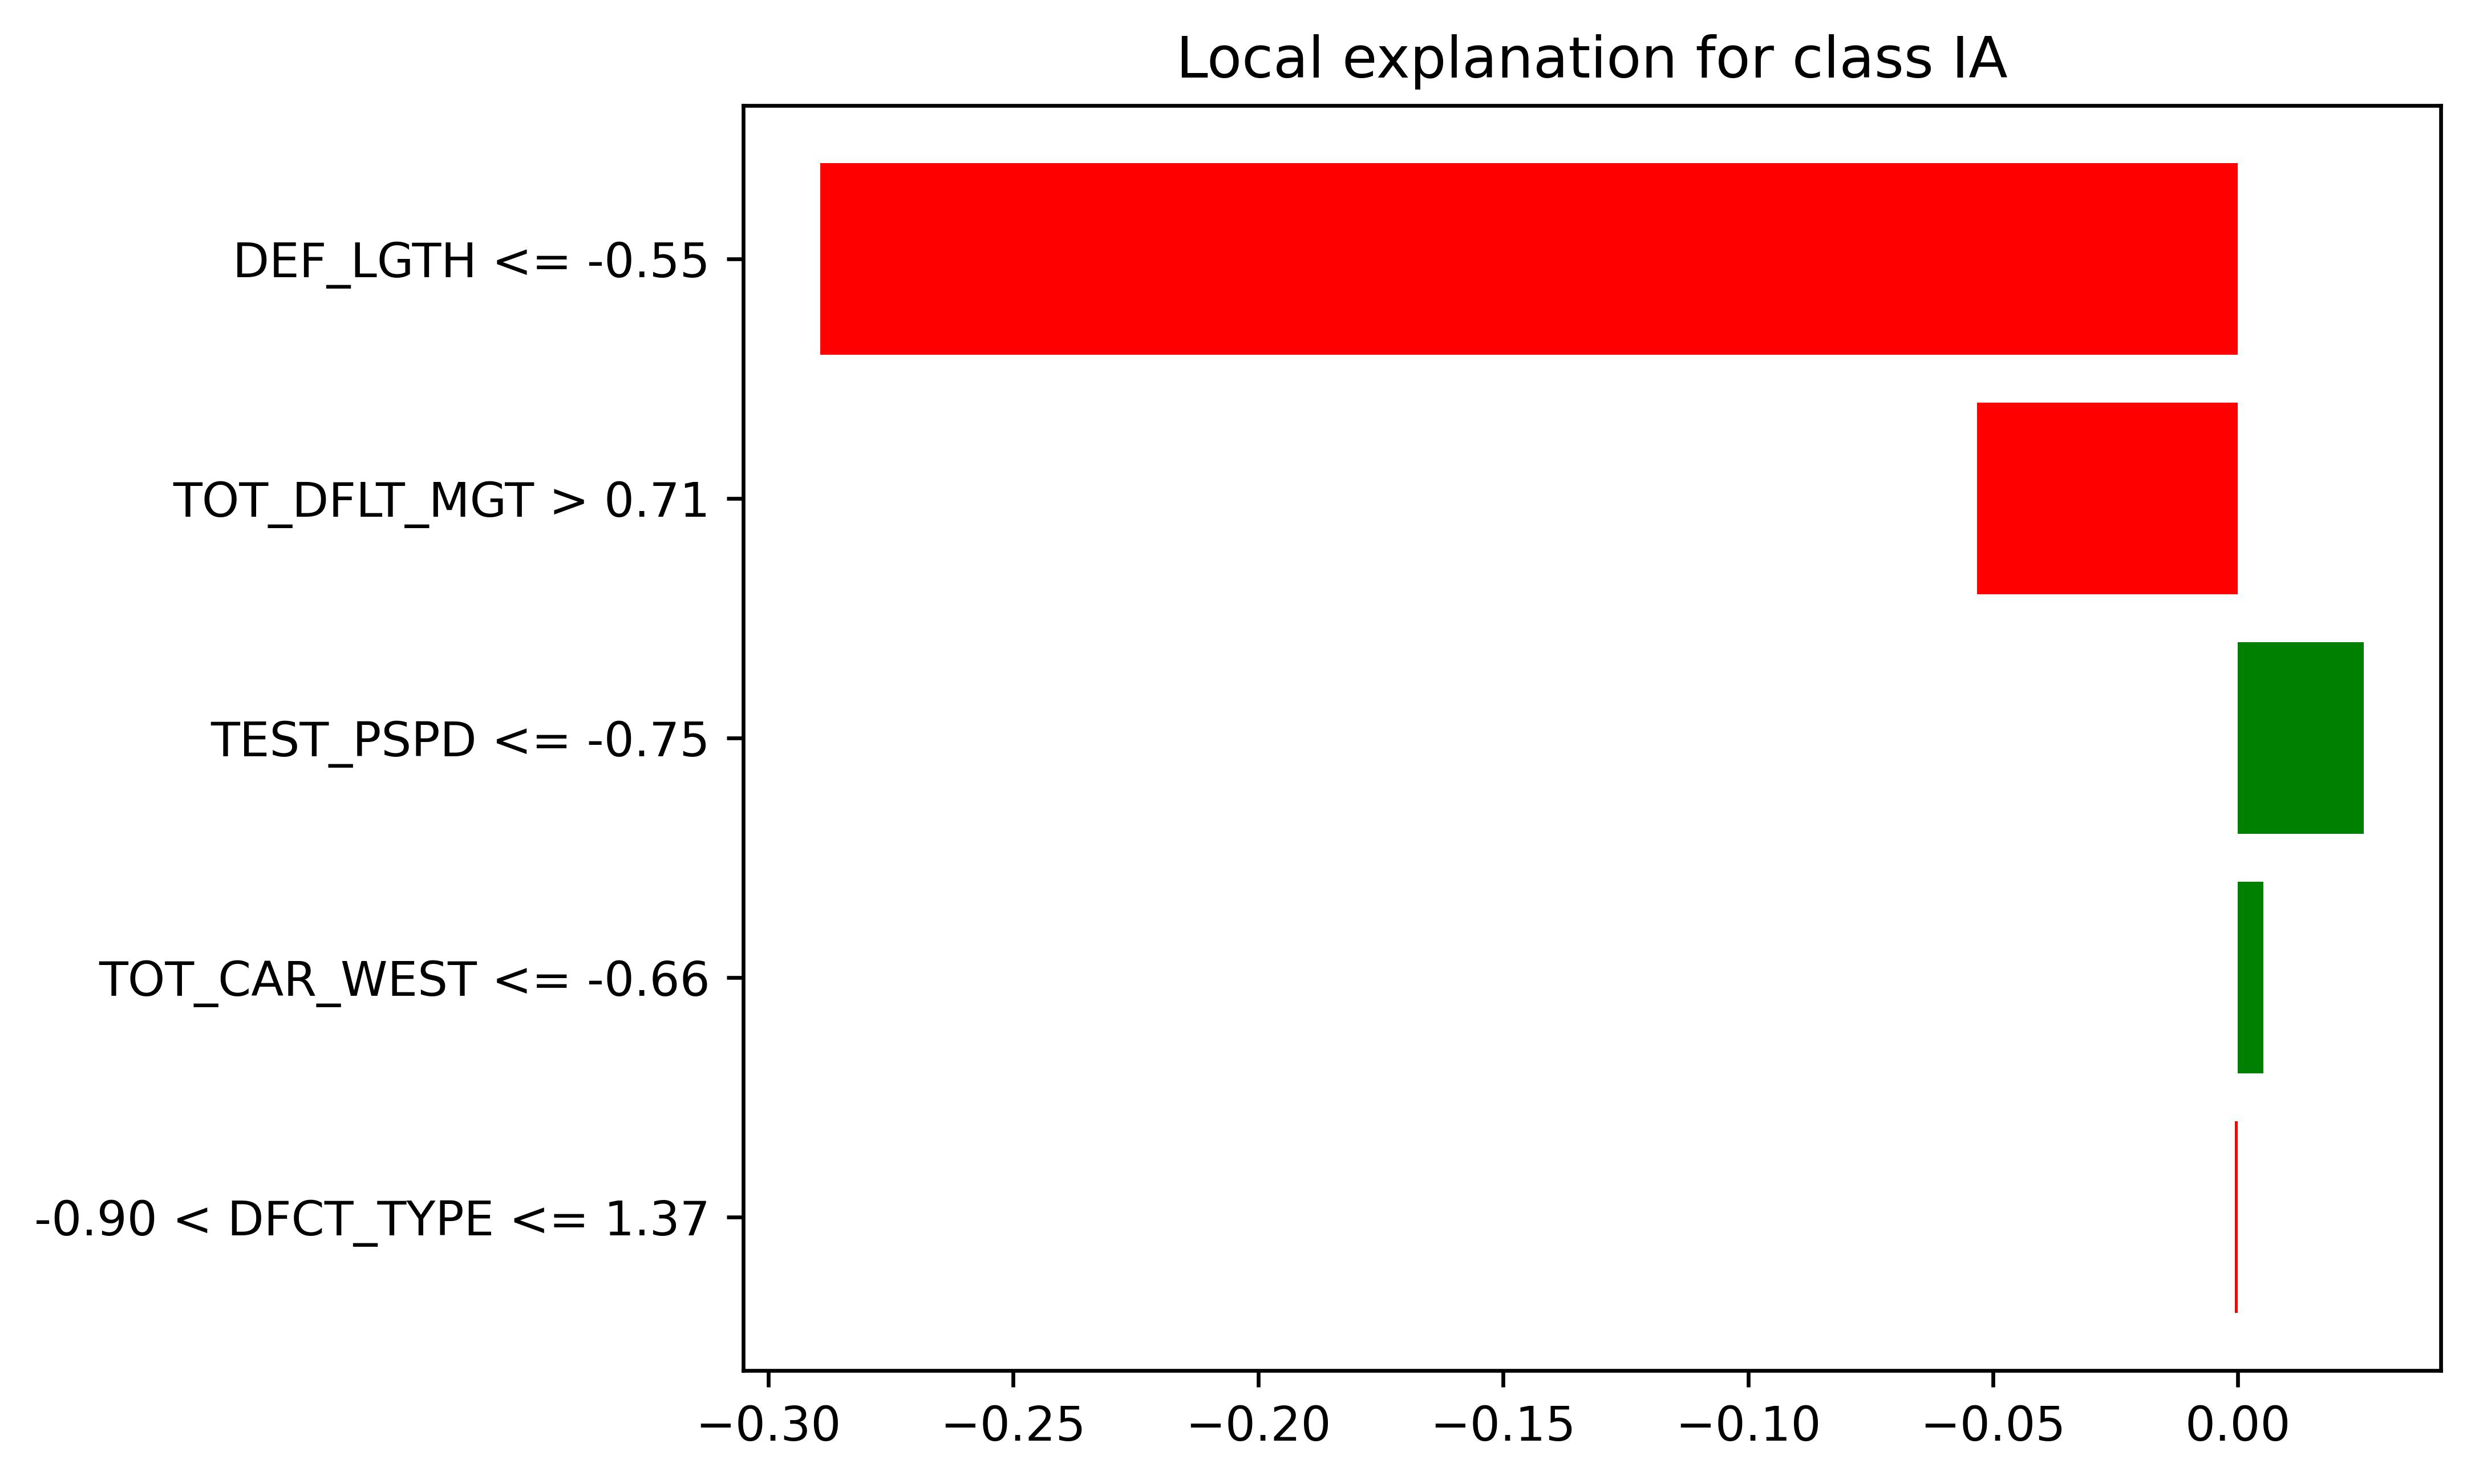 Local explanation for class IA
DEF_LGTH <= -0.55
TOT_DFLT_MGT > 0.71
TEST_PSPD <= -0.75
TOT_CAR_WEST <= -0.66
-0.90 < DFCT_TYPE <= 1.37
−0.30 −0.25 −0.20 −0.15 −0.10 −0.05 0.00